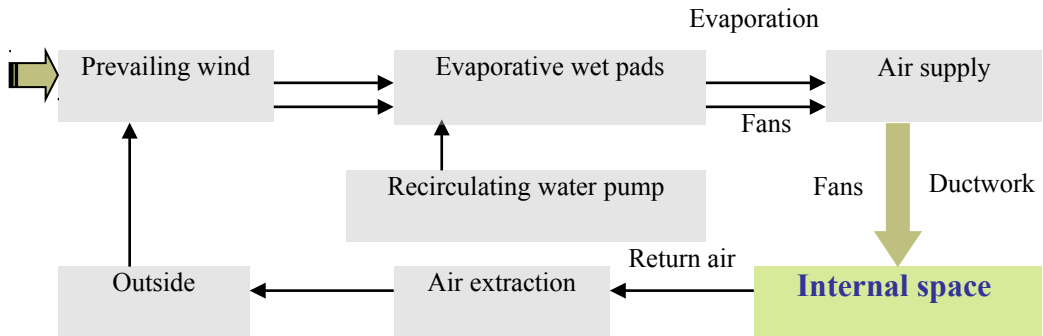 Evaporation
Prevailing wind
Evaporative wet pads
Air supply
Fans
Recirculating water pump
Fans
Ductwork
Return air
Outside
Air extraction
Internal space